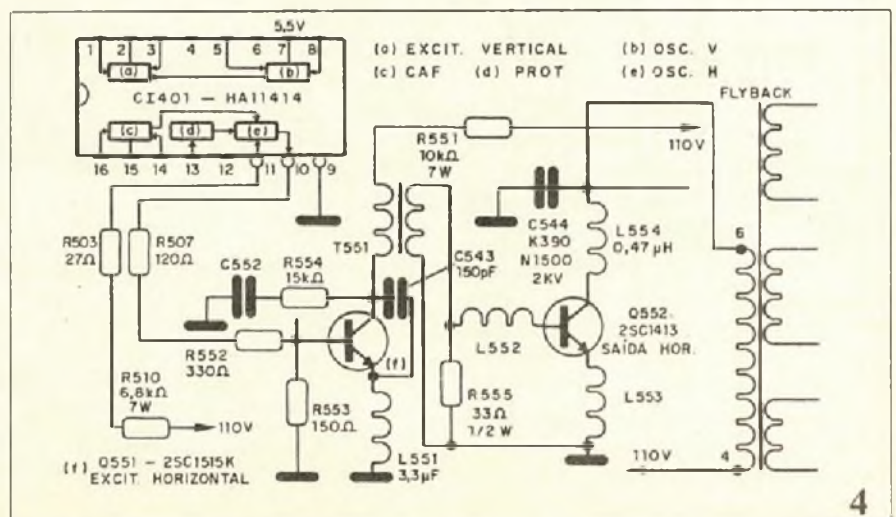 5,5V
1 2 3 4 5 6 7 8
(a) (b)
CI401 — HA11414
(c) (d) (e)
16 15 14 13 12 11 10 9
(a) EXCIT. VERTICAL (b) OSC. V
(c) CAF (d) PROT (e) OSC. H
FLYBACK
R551
10kΩ
7W
110V
R503
27Ω
R507
120Ω
C552
R554
15kΩ
T551
C543
150pF
C544
K390
N1500
2KV
L554
0,47μH
6
R552
330Ω
(f)
L552
Q552.
2SC1413
SAÍDA HOR.
R510
6,8kΩ
7W
110V
R553
150Ω
R555
33Ω
1/2 W
L553
(f) Q551 — 2SC1515K
EXCIT. HORIZONTAL
L551
3,3μF
110V
4
4